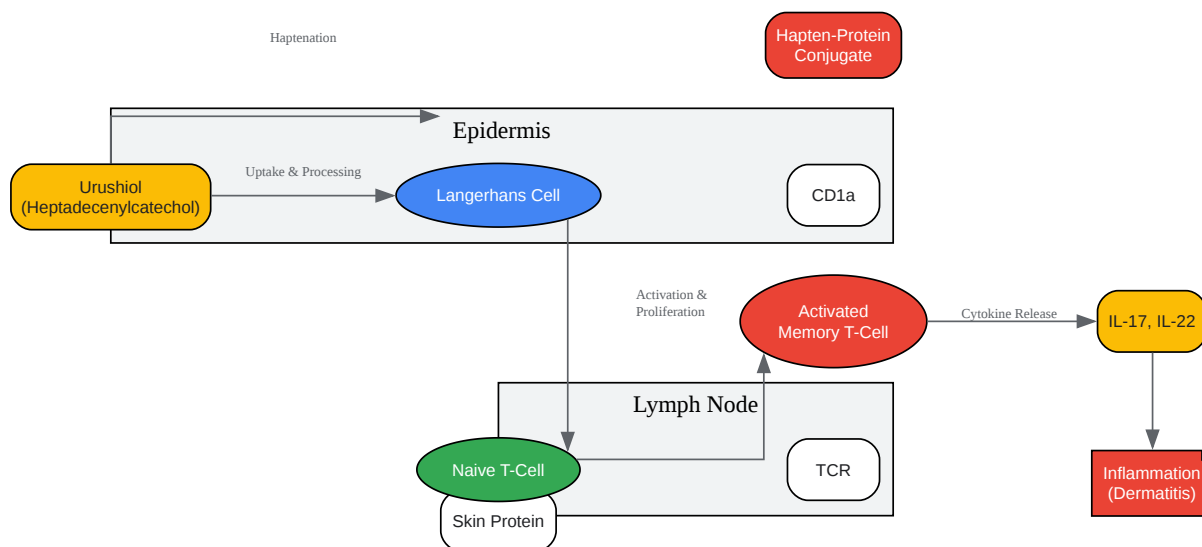 Haptenation
Hapten-Protein
Conjugate
Epidermis
Urushiol
(Heptadecenylcatechol)
Uptake & Processing
Langerhans Cell
CD1a
Activation &
Proliferation
Activated
Memory T-Cell
Cytokine Release
IL-17, IL-22
Lymph Node
Naive T-Cell
TCR
Inflammation
(Dermatitis)
Skin Protein